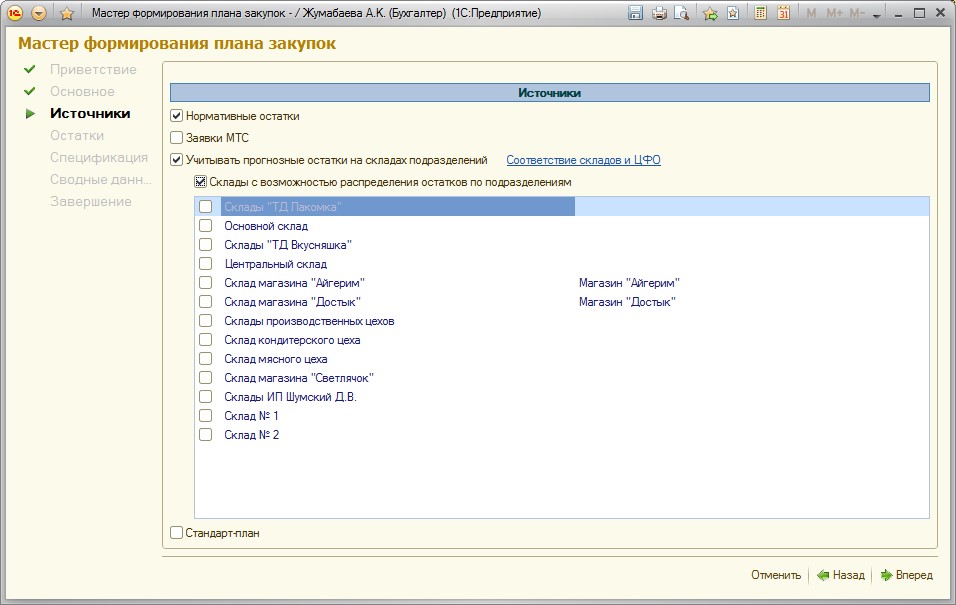 Мастер формирования плана закупок - / Жумабаева А.К. (Бухгалтер) (1С:Предприятие)
M M+ M-
31
Мастер формирования плана закупок
Приветствие
Основное
Источники
Остатки
Спецификация
Сводные данн...
Завершение
Источники
Нормативные остатки
Заявки МТС
Учитывать прогнозные остатки на складах подразделений Соответствие складов и ЦФО
Склады с возможностью распределения остатков по подразделениям
Склады "ТД Лакомка"
Основной склад
Склады "ТД Вкусняшка"
Центральный склад
Склад магазина "Айгерим" Магазин "Айгерим"
Склад магазина "Достык" Магазин "Достык"
Склады производственных цехов
Склад кондитерского цеха
Склад мясного цеха
Склад магазина "Светлячок"
Склады ИП Шумский Д.В.
Склад № 1
Склад № 2
Стандарт-план
Отменить Назад Вперед